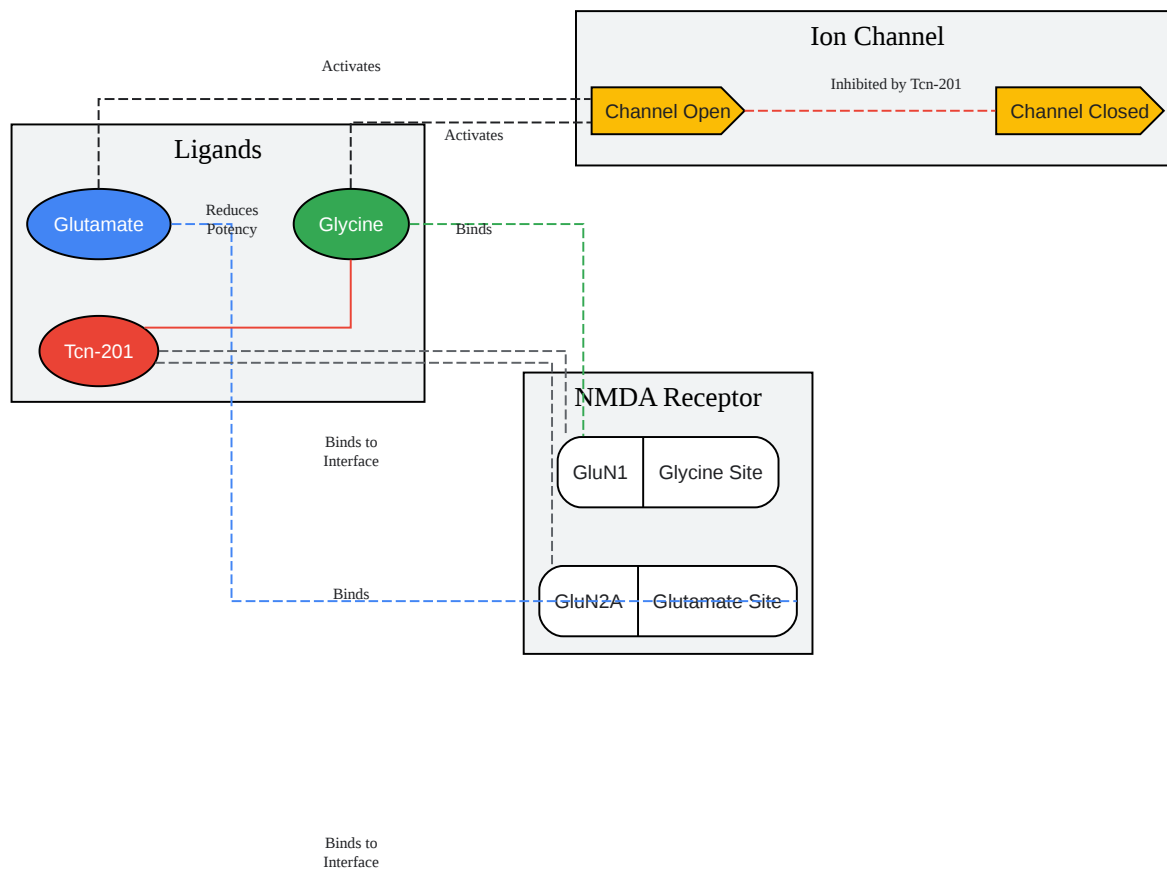 Ion Channel
Activates
Inhibited by Tcn-201
Channel Open
Channel Closed
Activates
Ligands
Reduces
Potency
Glutamate
Glycine
Binds
Tcn-201
NMDA Receptor
Binds to
Interface
GluN1
Glycine Site
Binds
GluN2A
Glutamate Site
Binds to
Interface